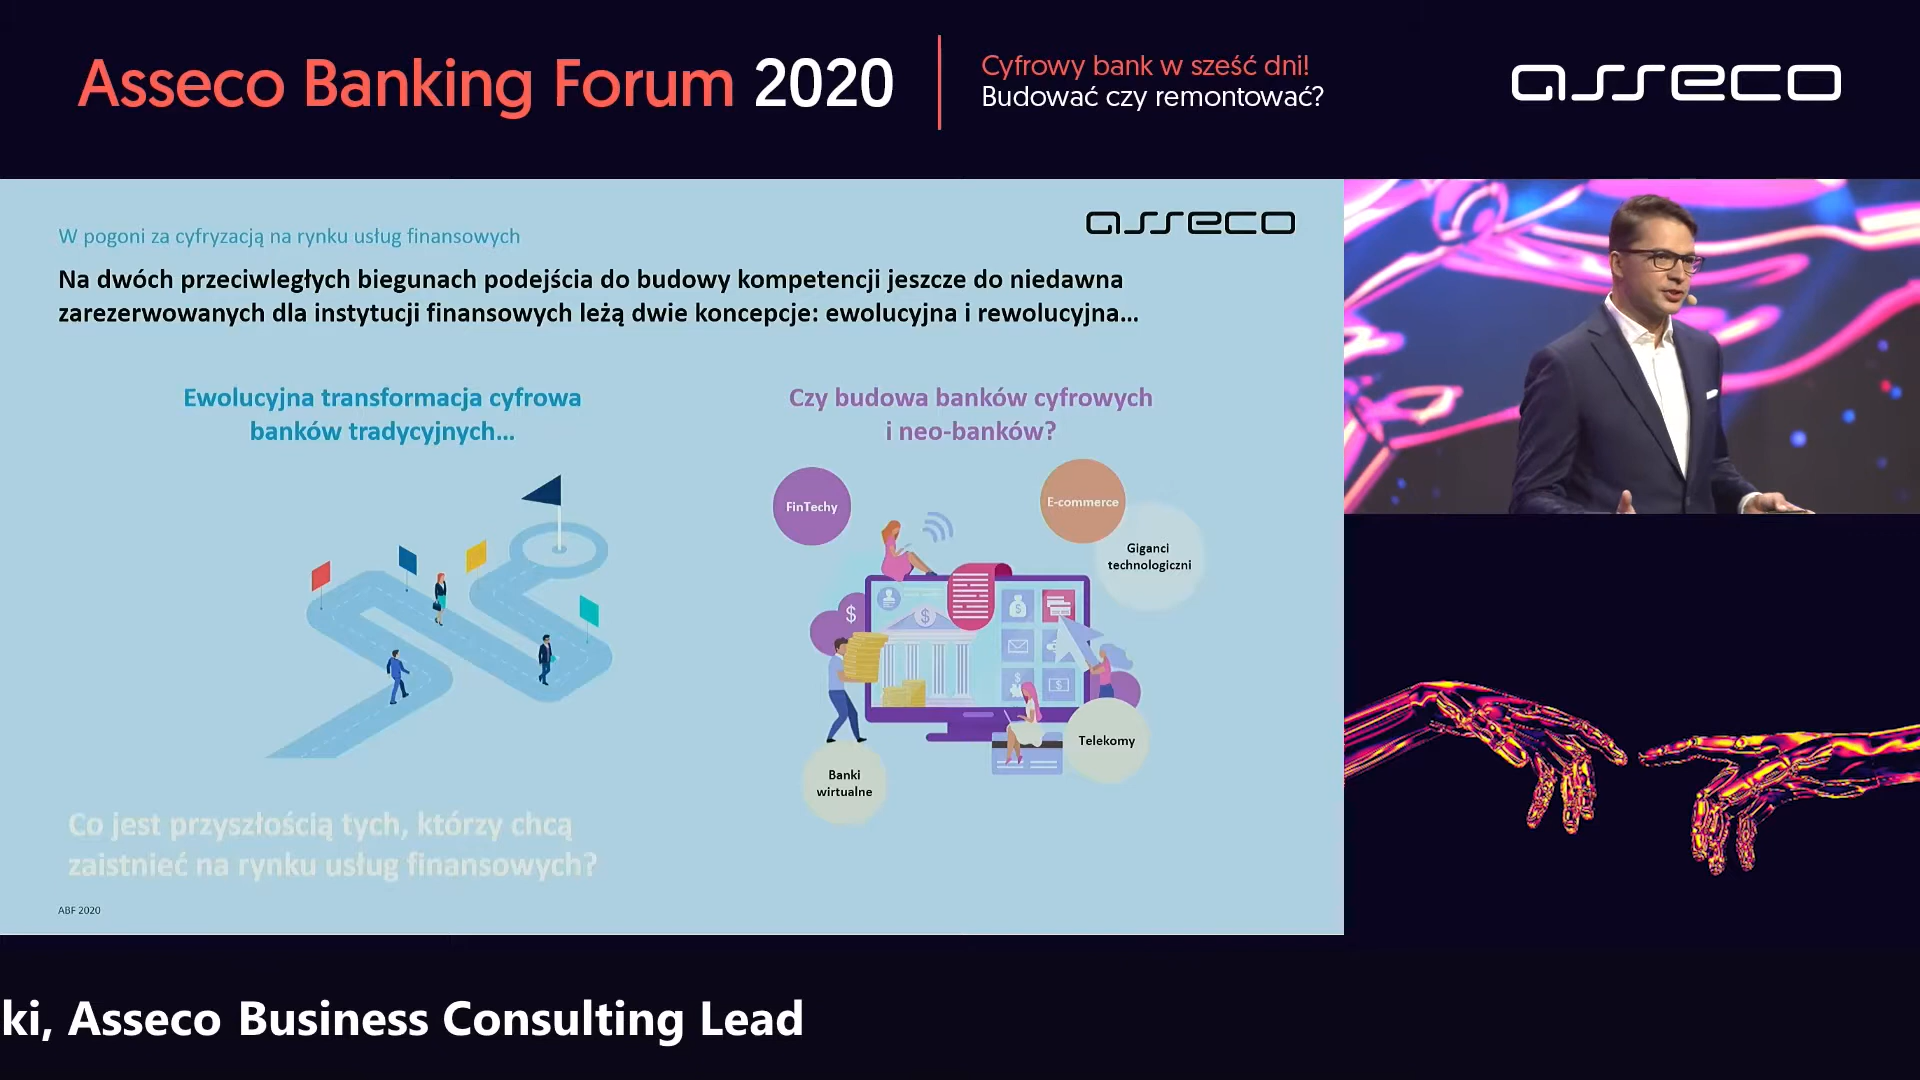 Asseco Banking Forum 2020
Cyfrowy bank w sześć dni!
Budować czy remontować?
asseco
W pogoni za cyfryzacją na rynku usług finansowych
asseco
Na dwóch przeciwległych biegunach podejścia do budowy kompetencji jeszcze do niedawna
zarezerwowanych dla instytucji finansowych leżą dwie koncepcje: ewolucyjna i rewolucyjna...
Ewolucyjna transformacja cyfrowa
banków tradycyjnych...
Czy budowa banków cyfrowych
i neo-banków?
FinTechy
E-commerce
Giganci
technologiczni
Telekomy
Banki
wirtualne
Co jest przyszłością tych, którzy chcą
zaistnieć na rynku usług finansowych?
ABF 2020
ki, Asseco Business Consulting Lead